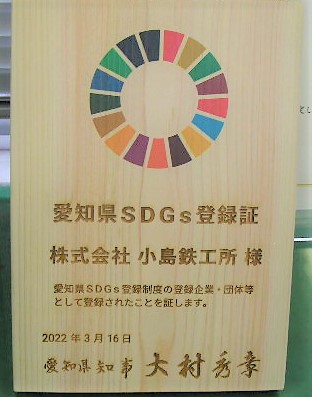 愛知県SDGs登録証
株式会社 小島鉄工所 様
愛知県SDGs登録制度の登録企業・団体等
として登録されたことを証します。
2022年3月16日
愛知県知事 大村秀章